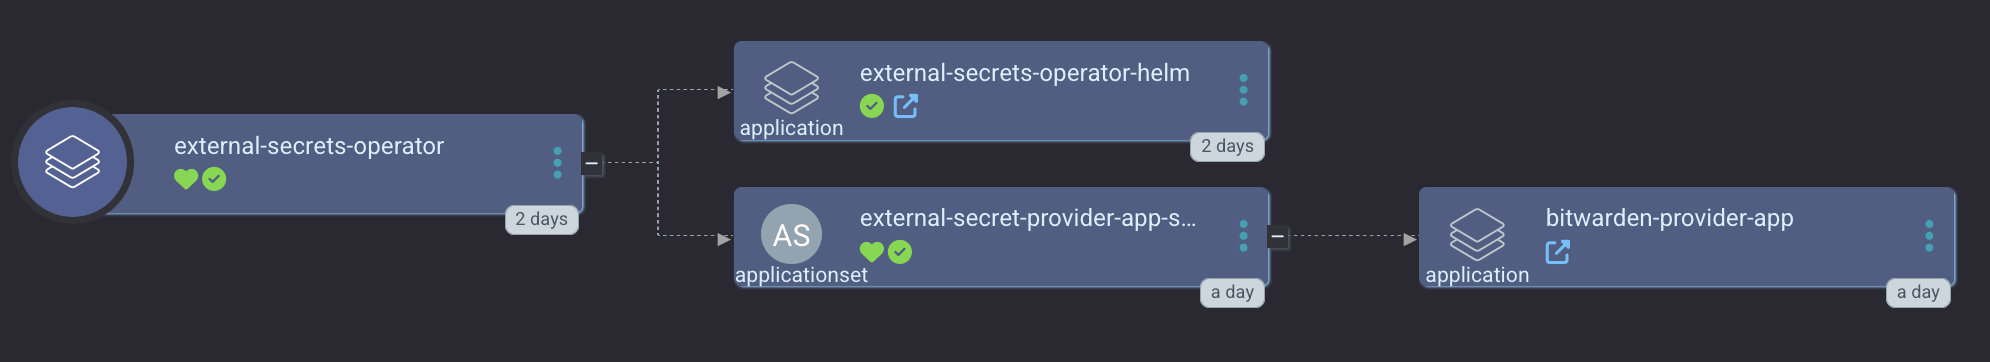 external-secrets-operator
2 days
external-secrets-operator-helm
application
2 days
AS
external-secret-provider-app-s...
applicationset
a day
bitwarden-provider-app
application
a day